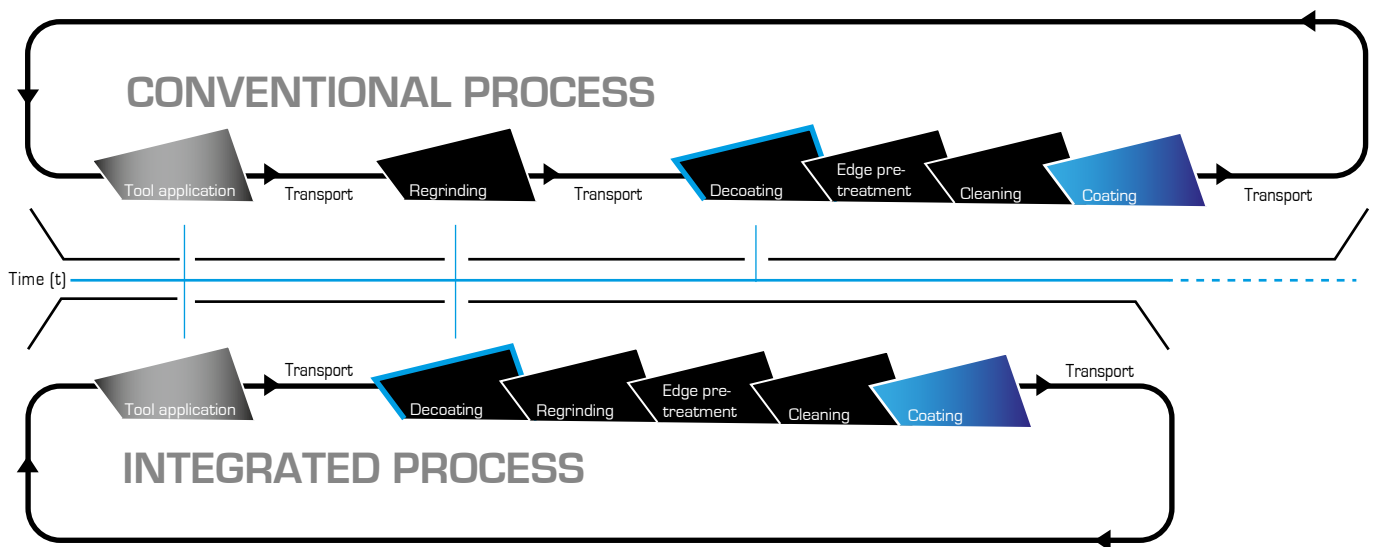 CONVENTIONAL PROCESS
Tool application
Transport
Regrinding
Transport
Decoating
Edge pre-
treatment
Cleaning
Coating
Transport
Time (t)
Tool application
Transport
Decoating
Regrinding
Edge pre-
treatment
Cleaning
Coating
Transport
INTEGRATED PROCESS